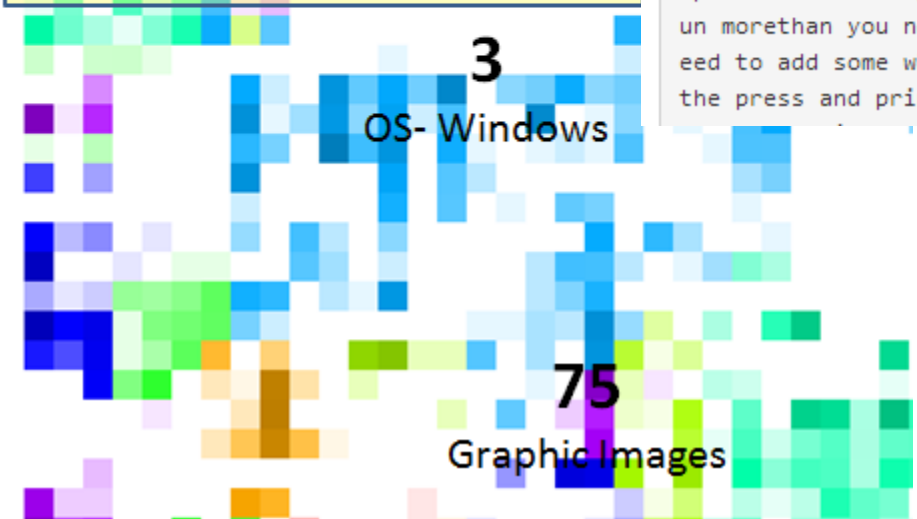 un morethan you n
eed to add some w
the press and pri
3
OS- Windows
75
Graphic Images